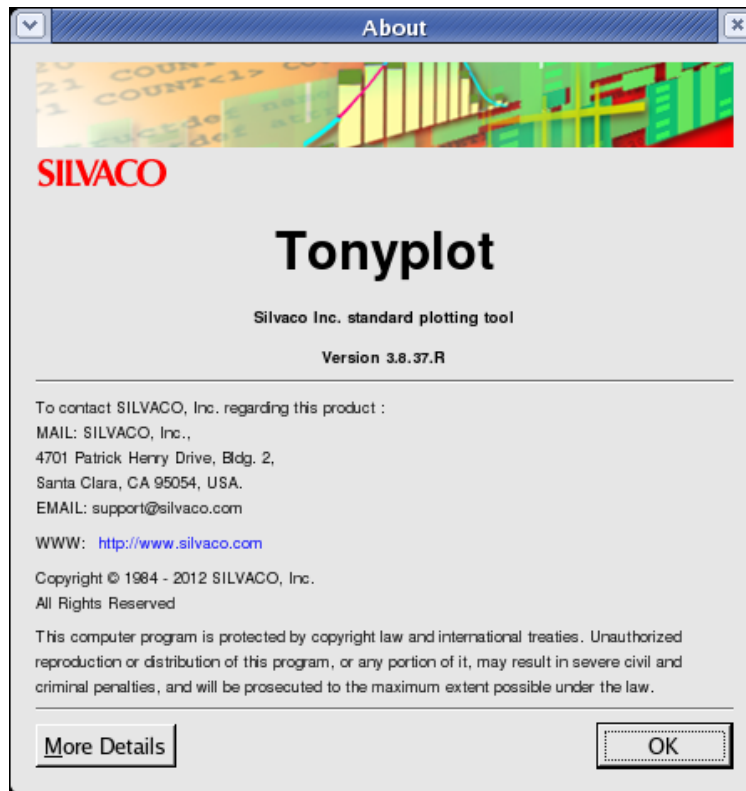 About
21 COUNT
1 COUNT<1>
SILVACO
Tonyplot
Silvaco Inc. standard plotting tool
Version 3.8.37.R
To contact SILVACO, Inc. regarding this product :
MAIL: SILVACO, Inc.,
4701 Patrick Henry Drive, Bldg. 2,
Santa Clara, CA 95054, USA.
EMAIL: support@silvaco.com
WWW: http://www.silvaco.com
Copyright © 1984 - 2012 SILVACO, Inc.
All Rights Reserved
This computer program is protected by copyright law and international treaties. Unauthorized
reproduction or distribution of this program, or any portion of it, may result in severe civil and
criminal penalties, and will be prosecuted to the maximum extent possible under the law.
More Details
OK